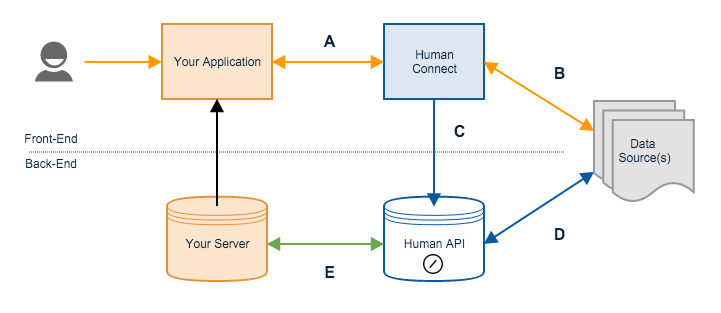 A
Your Application
Human
Connect
B
C
Data
Source(s)
Front-End
Back-End
Your Server
Human API
D
E